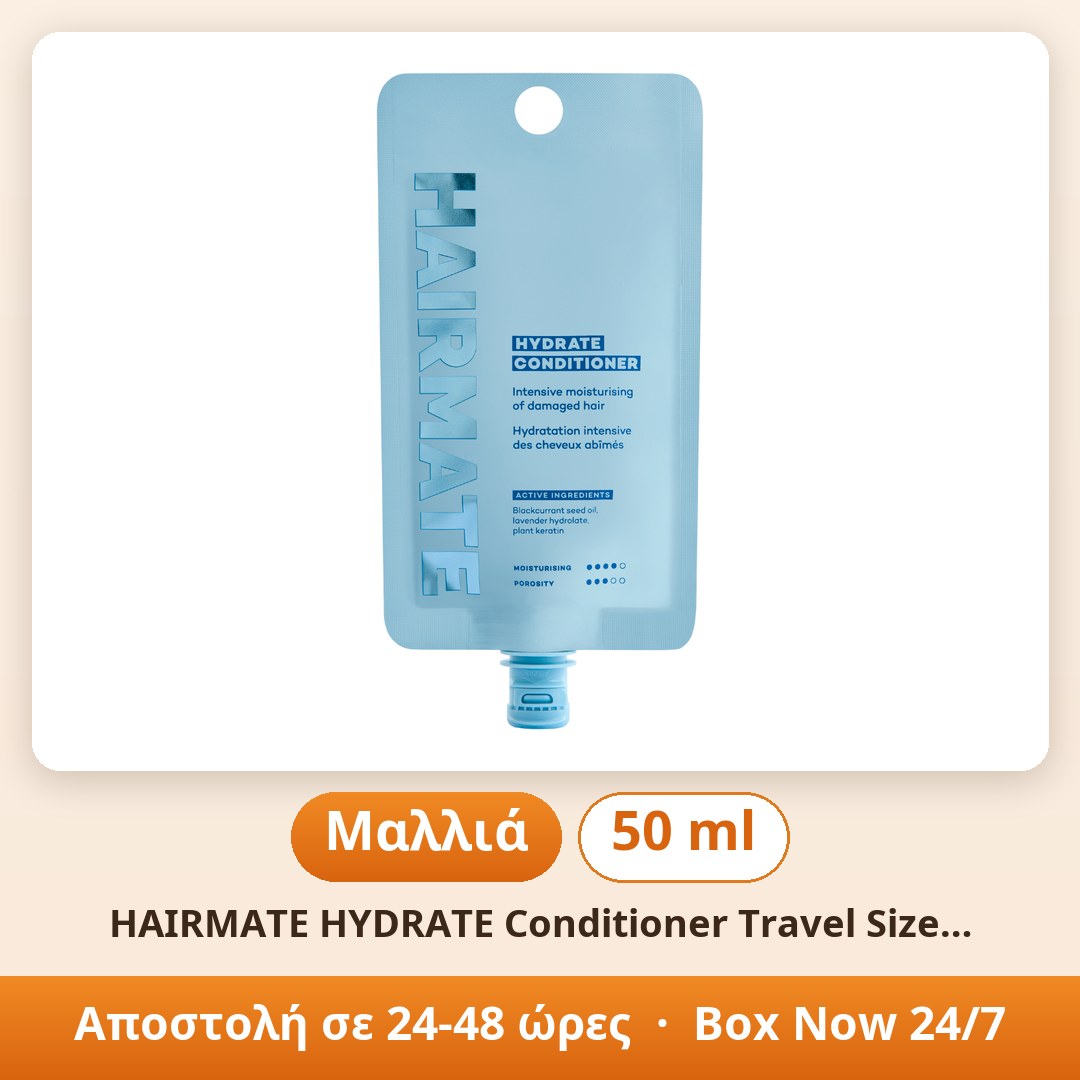 HAIRMATE
HYDRATE
CONDITIONER
Intensive moisturising
of damaged hair
Hydratation intensive
des cheveux abîmés
ACTIVE INGREDIENTS
Blackcurrant seed oil,
lavender hydrolate,
plant keratin
MOISTURISING
POROSITY
Μαλλιά
50 ml
HAIRMATE HYDRATE Conditioner Travel Size...
Αποστολή σε 24-48 ώρες · Box Now 24/7